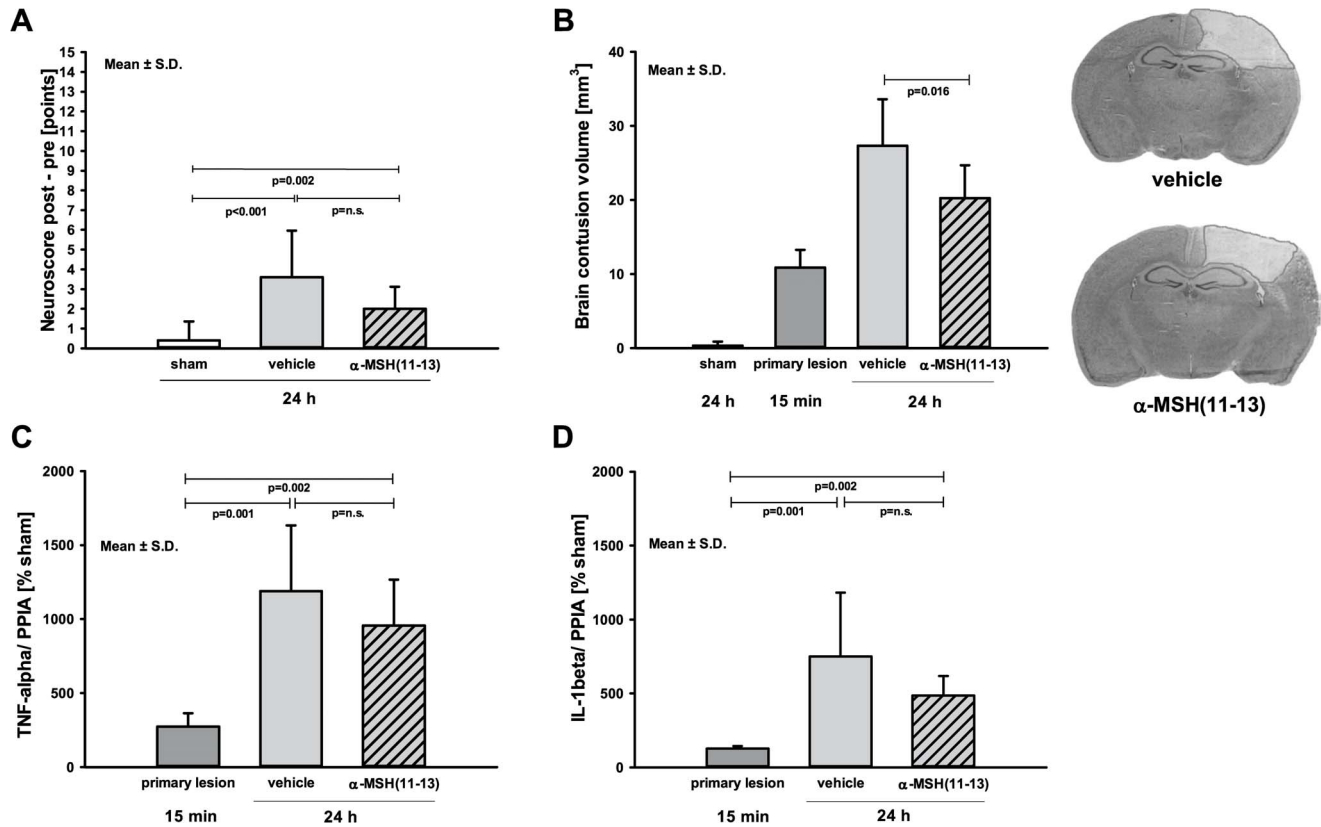 A
Neuroscore post - pre [points]
15
14
13
12
11
10
9
8
7
6
5
4
3
2
1
0
Mean ± S.D.
p=0.002
p<0.001
p=n.s.
sham
vehicle
α-MSH(11-13)
24 h
B
Brain contusion volume [mm³]
40
30
20
10
0
Mean ± S.D.
p=0.016
sham
primary lesion
vehicle
α-MSH(11-13)
24 h
15 min
24 h
vehicle
α-MSH(11-13)
C
TNF-alpha/ PPIA [% sham]
2000
1500
1000
500
0
p=0.002
p=0.001
p=n.s.
Mean ± S.D.
primary lesion
vehicle
α-MSH(11-13)
15 min
24 h
D
IL-1beta/ PPIA [% sham]
2000
1500
1000
500
0
p=0.002
p=0.001
p=n.s.
Mean ± S.D.
primary lesion
vehicle
α-MSH(11-13)
15 min
24 h